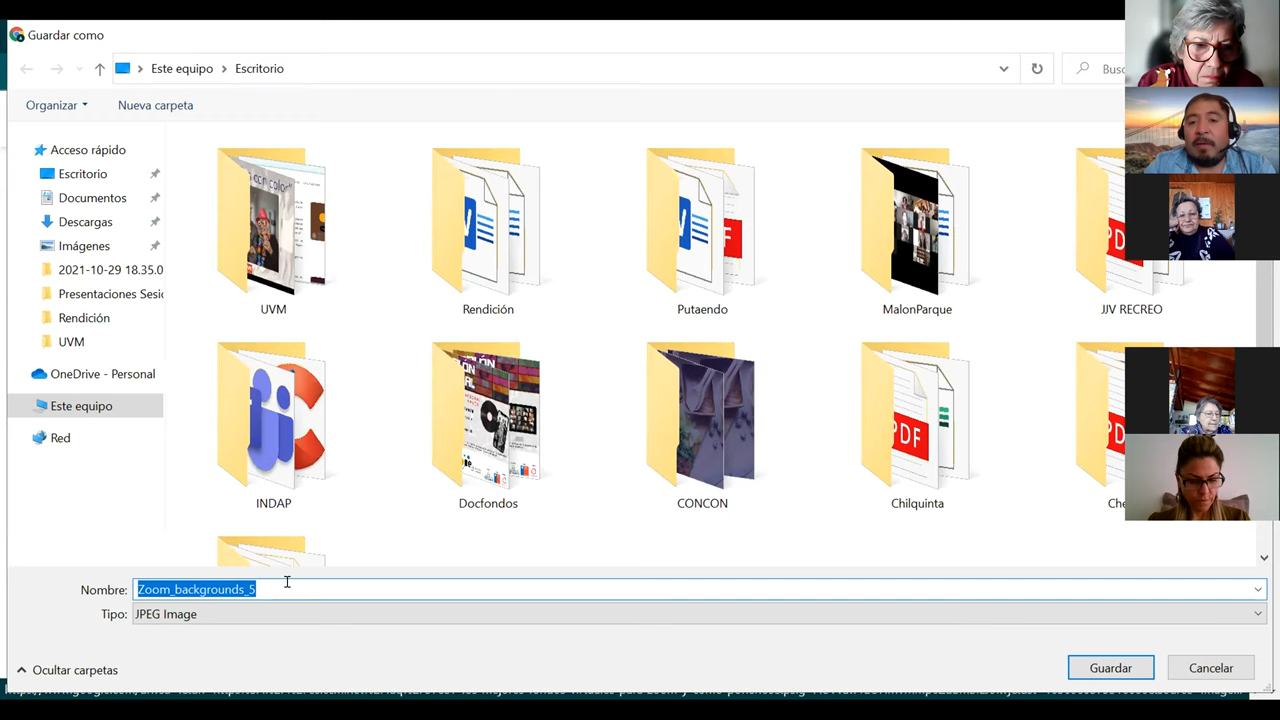 Guardar como
Este equipo
Escritorio
Organizar
Nueva carpeta
Acceso rápido
Escritorio
Documentos
Descargas
Imágenes
2021-10-29 18.35.0
Presentaciones Sesi
Rendición
UVM
OneDrive - Personal
Este equipo
Red
UVM
Rendición
Putaendo
MalonParque
JJV RECREO
INDAP
Docfondos
CONCON
Chilquinta
Nombre:
Zoom_backgrounds_5
Tipo:
JPEG Image
Ocultar carpetas
Guardar
Cancelar